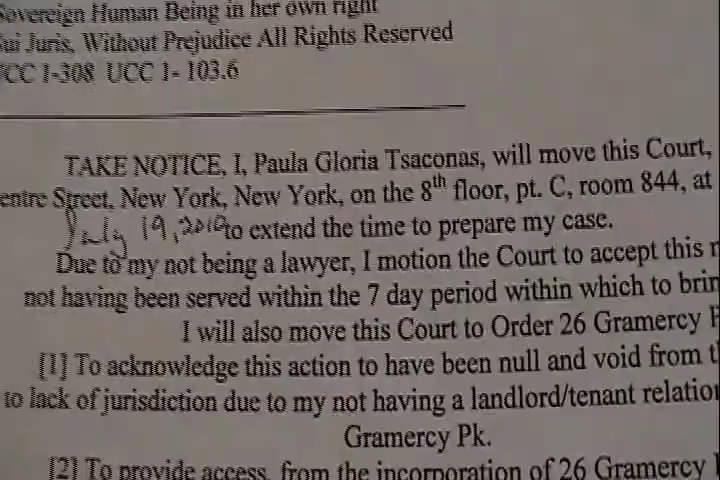 Sovereign Human Being in her own right
Sui Juris, Without Prejudice All Rights Reserved
UCC 1-308 UCC 1- 103.6
TAKE NOTICE, I, Paula Gloria Tsaconas, will move this Court,
entre Street, New York, New York, on the 8th floor, pt. C, room 844, at
July 19, 2010 to extend the time to prepare my case.
Due to my not being a lawyer, I motion the Court to accept this
not having been served within the 7 day period within which to brin
I will also move this Court to Order 26 Gramercy P
[1] To acknowledge this action to have been null and void from t
to lack of jurisdiction due to my not having a landlord/tenant relation
Gramercy Pk.
[2] To provide access, from the incorporation of 26 Gramercy